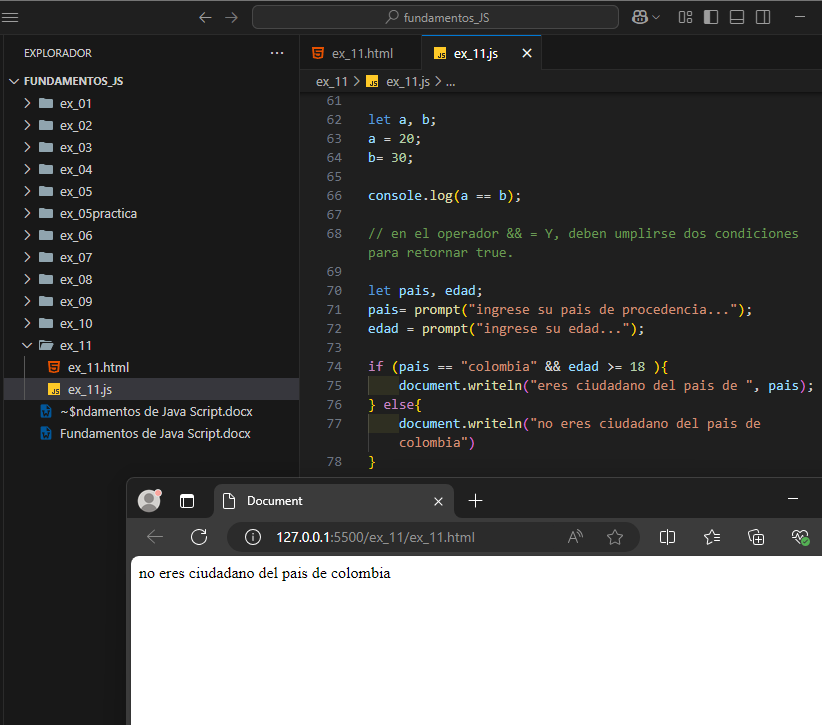 fundamentos_JS
EXPLORADOR
...
ex_11.html
JS ex_11.js
FUNDAMENTOS_JS
ex_11 > JS ex_11.js > ...
ex_01
ex_02
ex_03
ex_04
ex_05
ex_05practica
ex_06
ex_07
ex_08
ex_09
ex_10
ex_11
ex_11.html
JS ex_11.js
~$ndamentos de Java Script.docx
Fundamentos de Java Script.docx
61
62 let a, b;
63 a = 20;
64 b= 30;
65
66 console.log(a == b);
67
68 // en el operador && = Y, deben umplirse dos condiciones
para retornar true.
69
70 let pais, edad;
71 pais= prompt("ingrese su pais de procedencia...");
72 edad = prompt("ingrese su edad...");
73
74 if (pais == "colombia" && edad >= 18 ){
75 document.writeln("eres ciudadano del pais de ", pais);
76 } else{
77 document.writeln("no eres ciudadano del pais de
colombia")
78 }
Document
127.0.0.1:5500/ex_11/ex_11.html
no eres ciudadano del pais de colombia